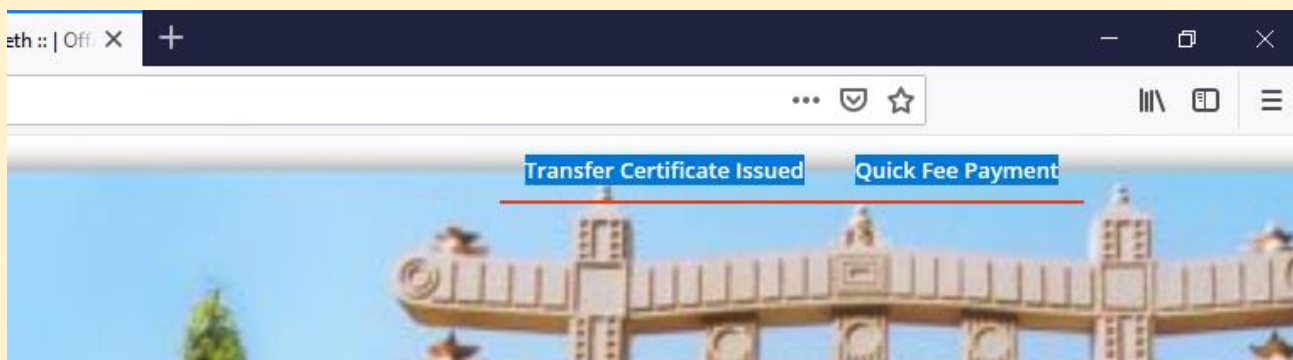 eth :: | Off
Transfer Certificate Issued Quick Fee Payment